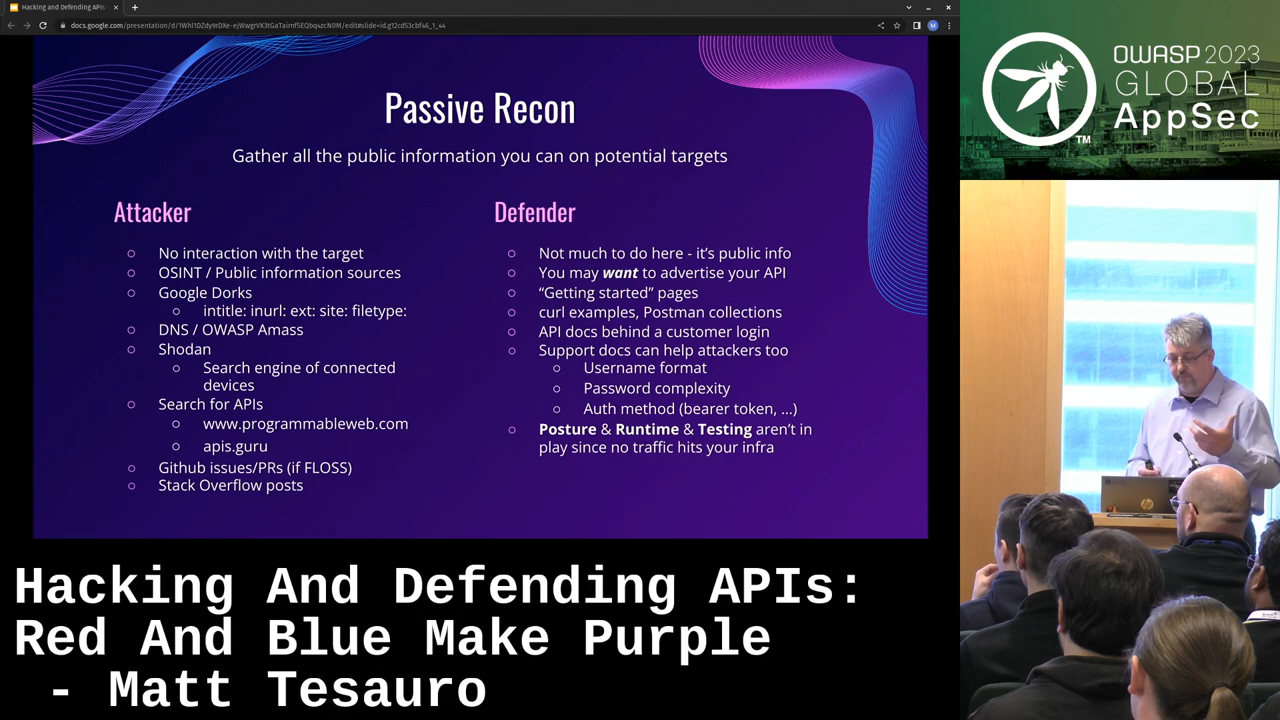 Hacking and Defending APIs
docs.google.com/presentation/d/
M
Passive Recon
Gather all the public information you can on potential targets
Attacker
No interaction with the target
OSINT / Public information sources
Google Dorks
intitle: inurl: ext: site: filetype:
DNS / OWASP Amass
Shodan
Search engine of connected
devices
Search for APIs
www.programmableweb.com
apis.guru
Github issues/PRs (if FLOSS)
Stack Overflow posts
Defender
Not much to do here - it's public info
You may want to advertise your API
“Getting started” pages
curl examples, Postman collections
API docs behind a customer login
Support docs can help attackers too
Username format
Password complexity
Auth method (bearer token, ...)
Posture & Runtime & Testing aren't in
play since no traffic hits your infra
OWASP 2023
GLOBAL
AppSec
TM
hp
Hacking And Defending APIs:
Red And Blue Make Purple
- Matt Tesauro